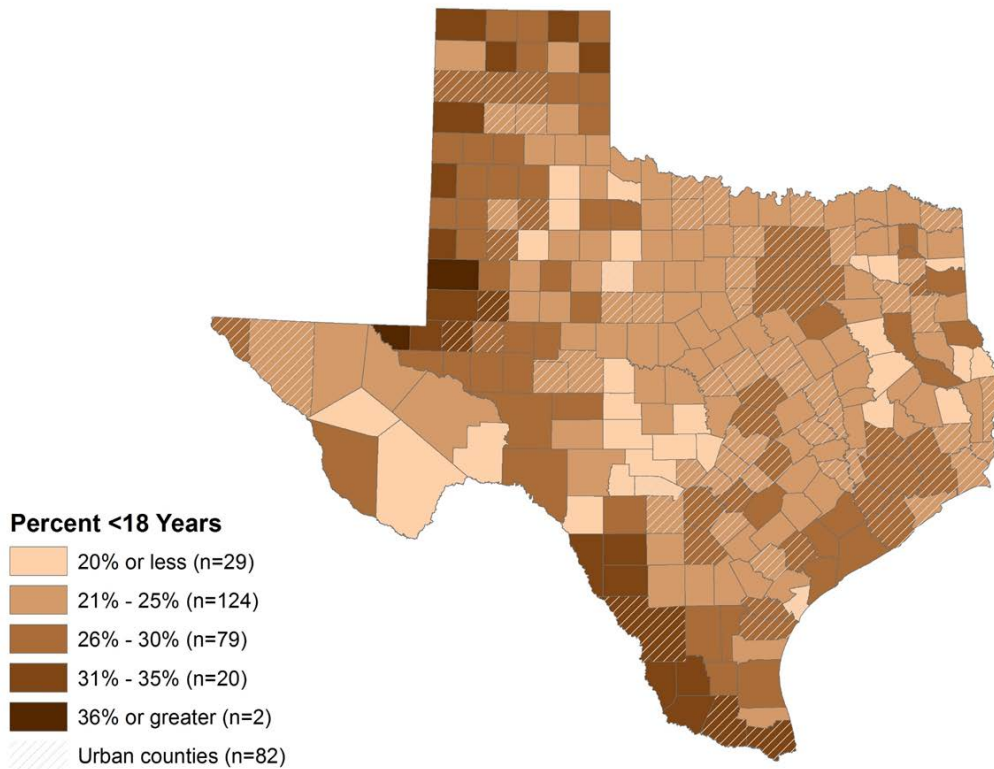 Percent <18 Years
20% or less (n=29)
21% - 25% (n=124)
26% - 30% (n=79)
31% - 35% (n=20)
36% or greater (n=2)
Urban counties (n=82)